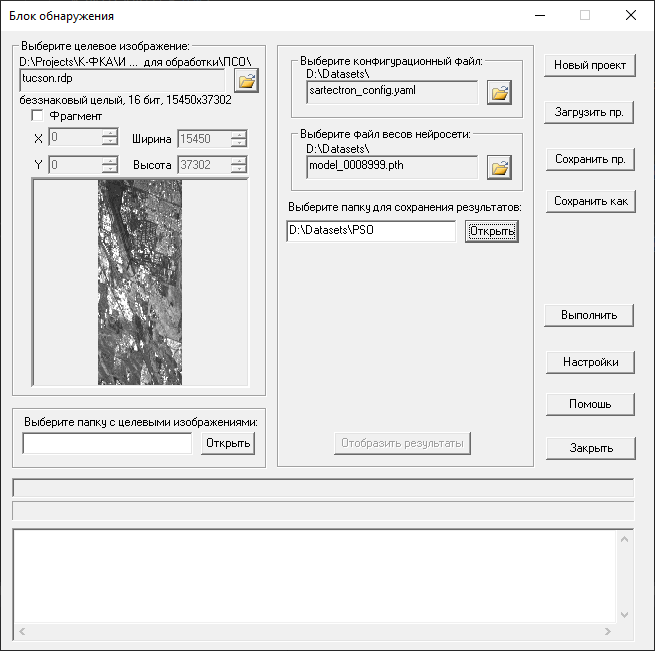 Блок обнаружения
Выберите целевое изображение:
D:\Projects\К-ФКА\И ... для обработки\ПСО\
tucson.rdp
беззнаковый целый, 16 бит, 15450x37302
Фрагмент
X 0 Ширина 15450
Y 0 Высота 37302
Выберите папку с целевыми изображениями:
Открыть
Выберите конфигурационный файл:
D:\Datasets\
sartectron_config.yaml
Выберите файл весов нейросети:
D:\Datasets\
model_0008999.pth
Выберите папку для сохранения результатов:
D:\Datasets\PSO Открыть
Отобразить результаты
Новый проект
Загрузить пр.
Сохранить пр.
Сохранить как
Выполнить
Настройки
Помошь
Закрыть